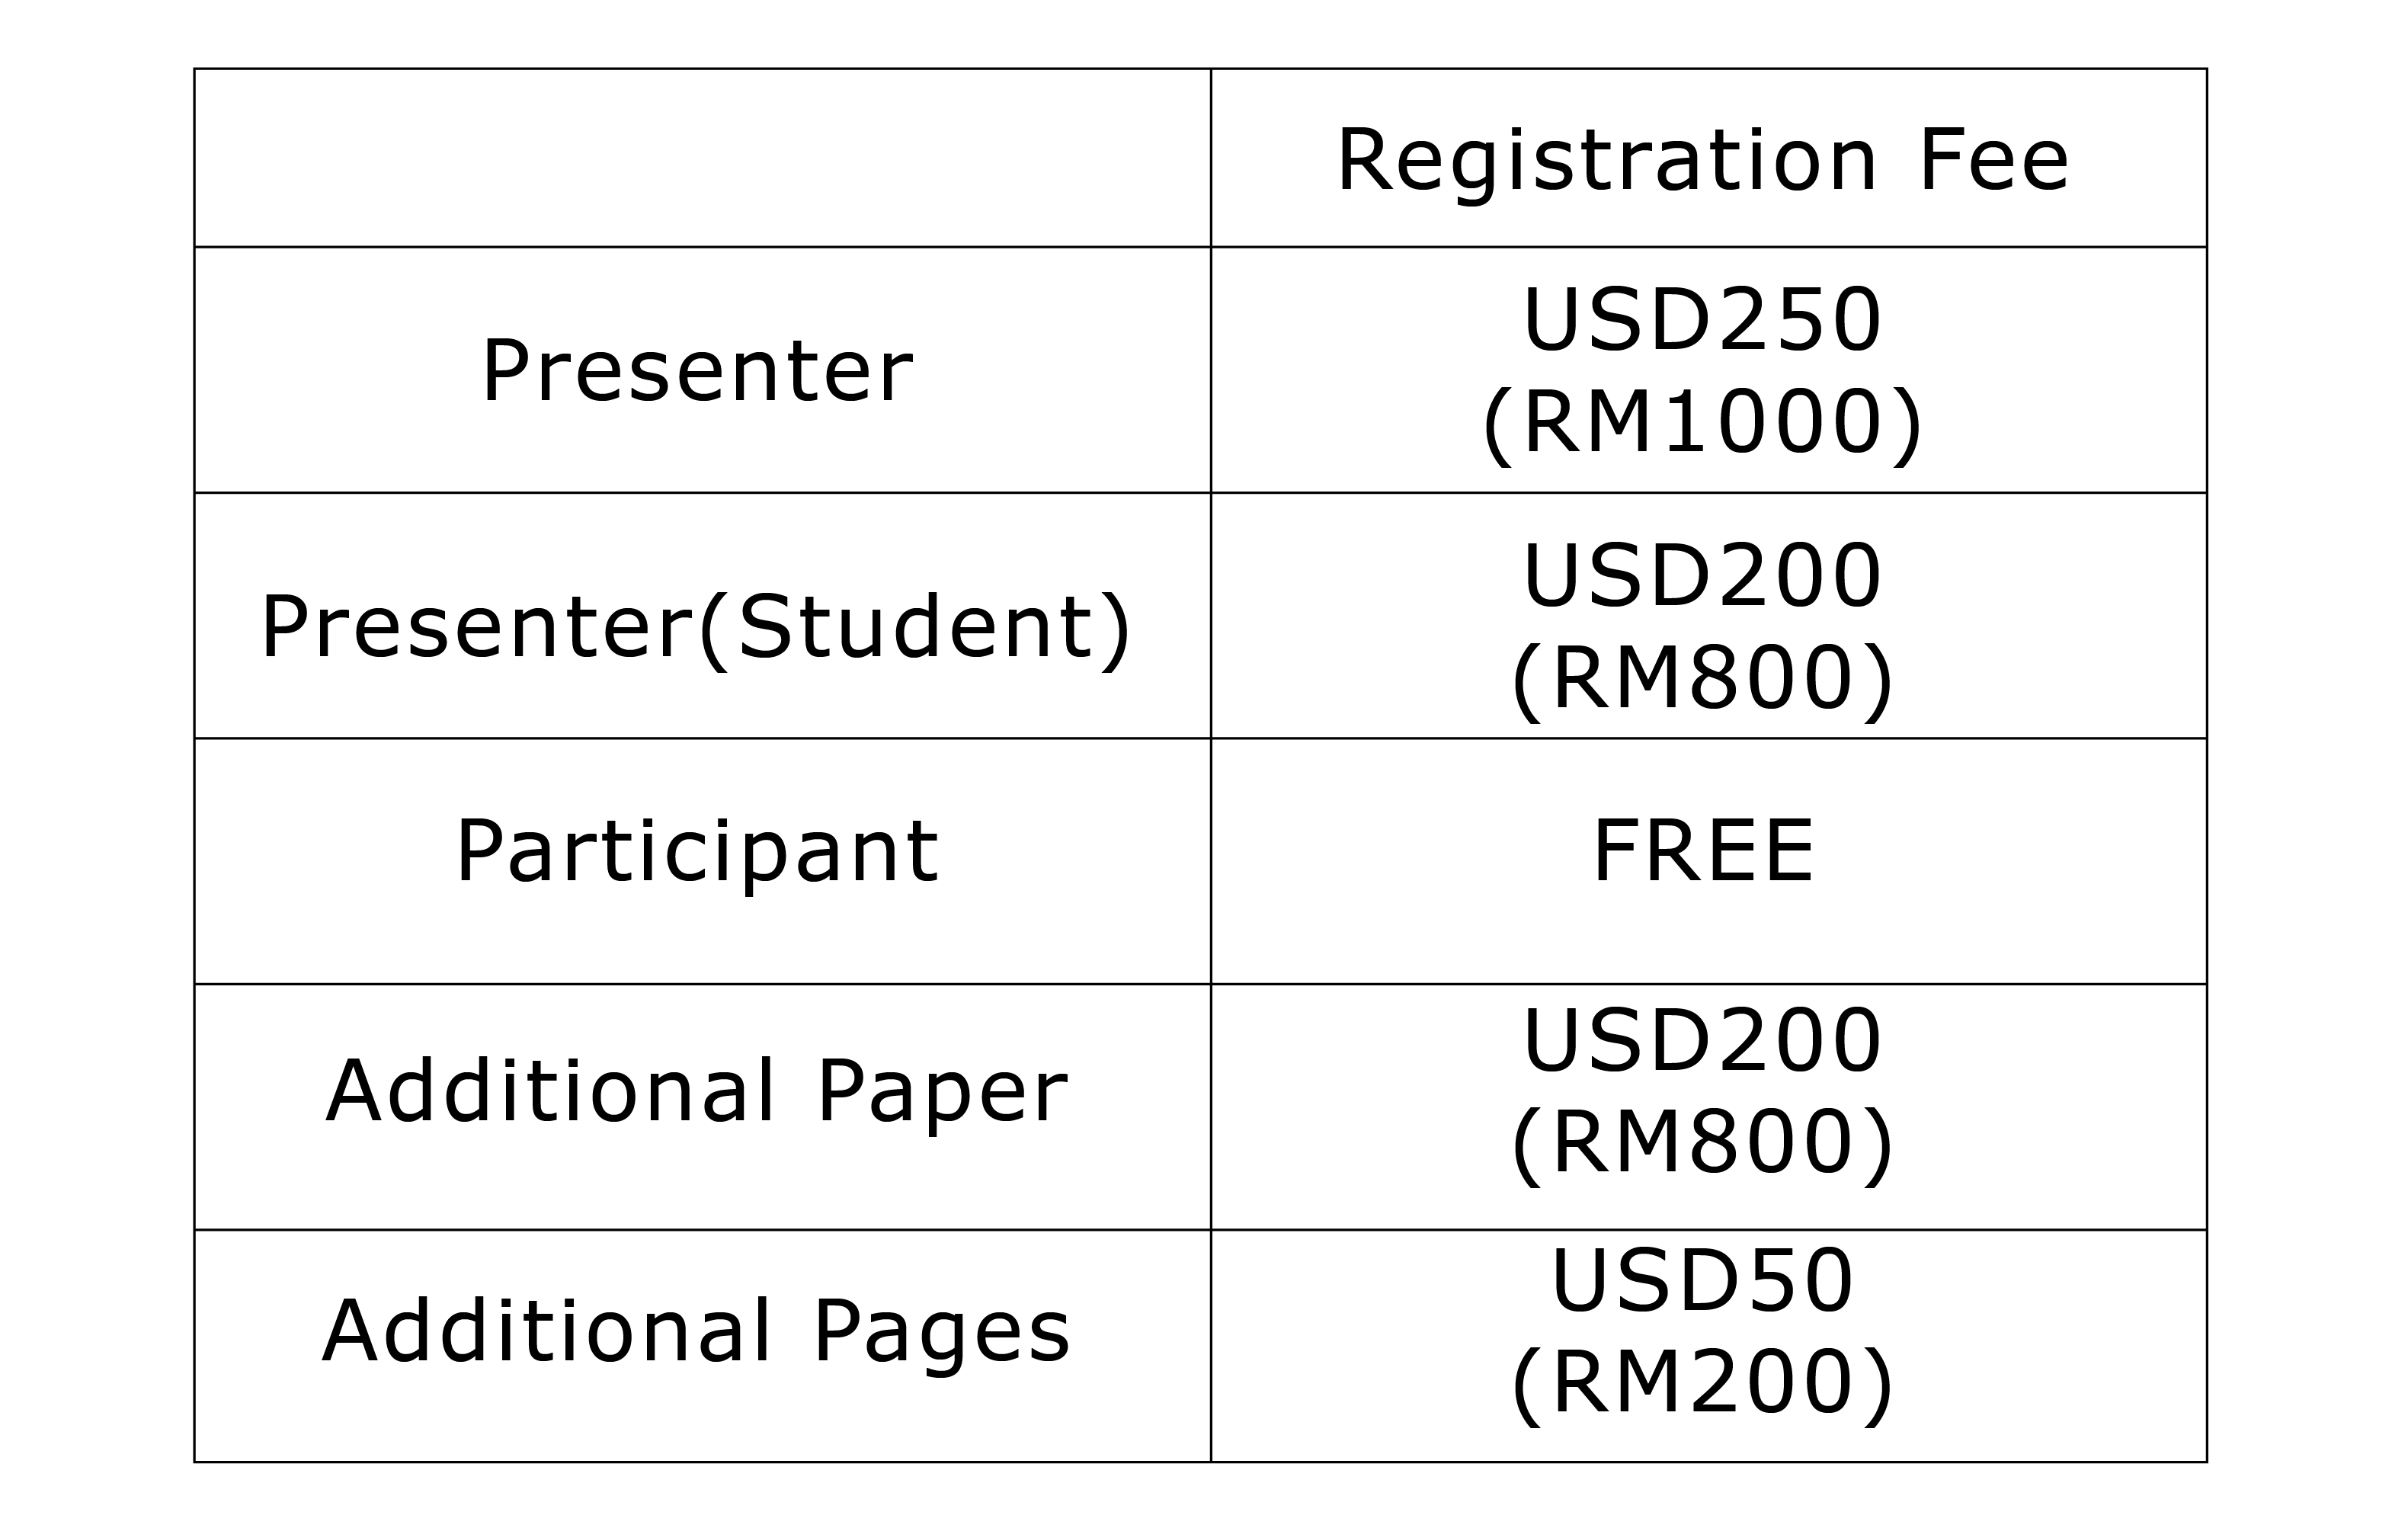 Registration Fee
Presenter
USD250
(RM1000)
Presenter(Student)
USD200
(RM800)
Participant
FREE
Additional Paper
USD200
(RM800)
Additional Pages
USD50
(RM200)